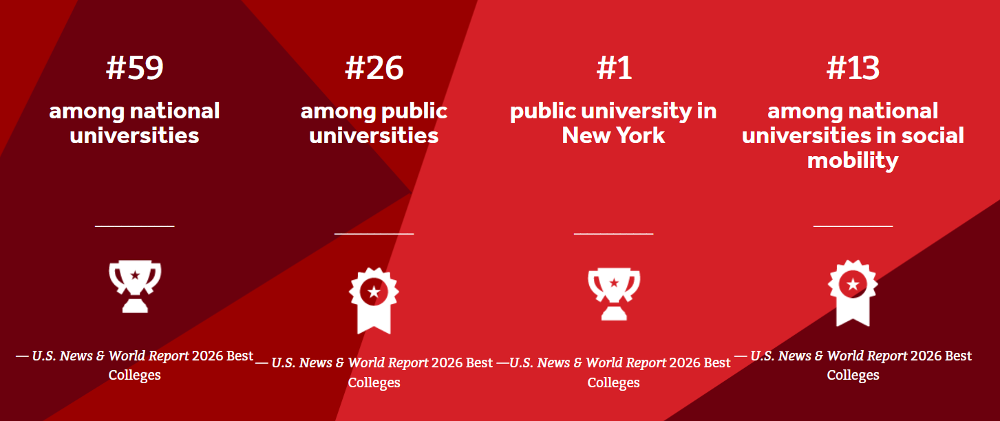 #59
among national
universities
— U.S. News & World Report 2026 Best
Colleges
#26
among public
universities
— U.S. News & World Report 2026 Best
Colleges
#1
public university in
New York
—U.S. News & World Report 2026 Best
Colleges
#13
among national
universities in social
mobility
— U.S. News & World Report 2026 Best
Colleges